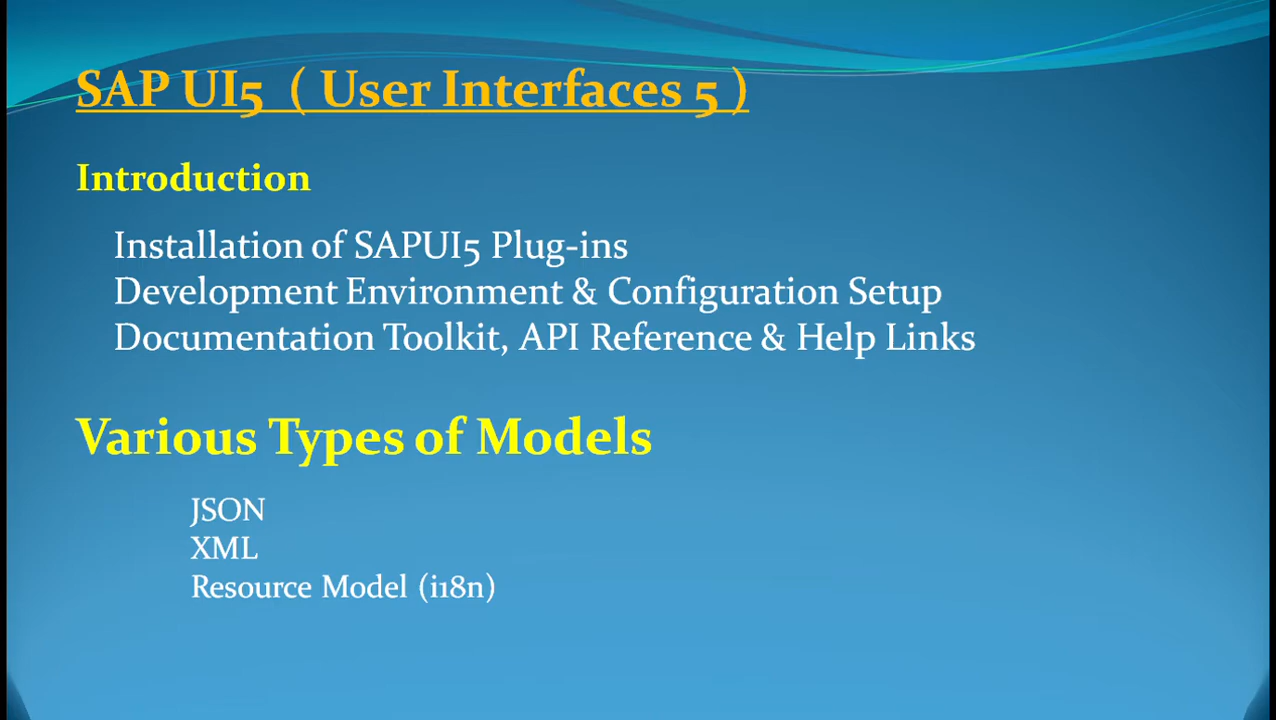 SAP UI5 ( User Interfaces 5 )
Introduction
Installation of SAPUI5 Plug-ins
Development Environment & Configuration Setup
Documentation Toolkit, API Reference & Help Links
Various Types of Models
JSON
XML
Resource Model (i18n)